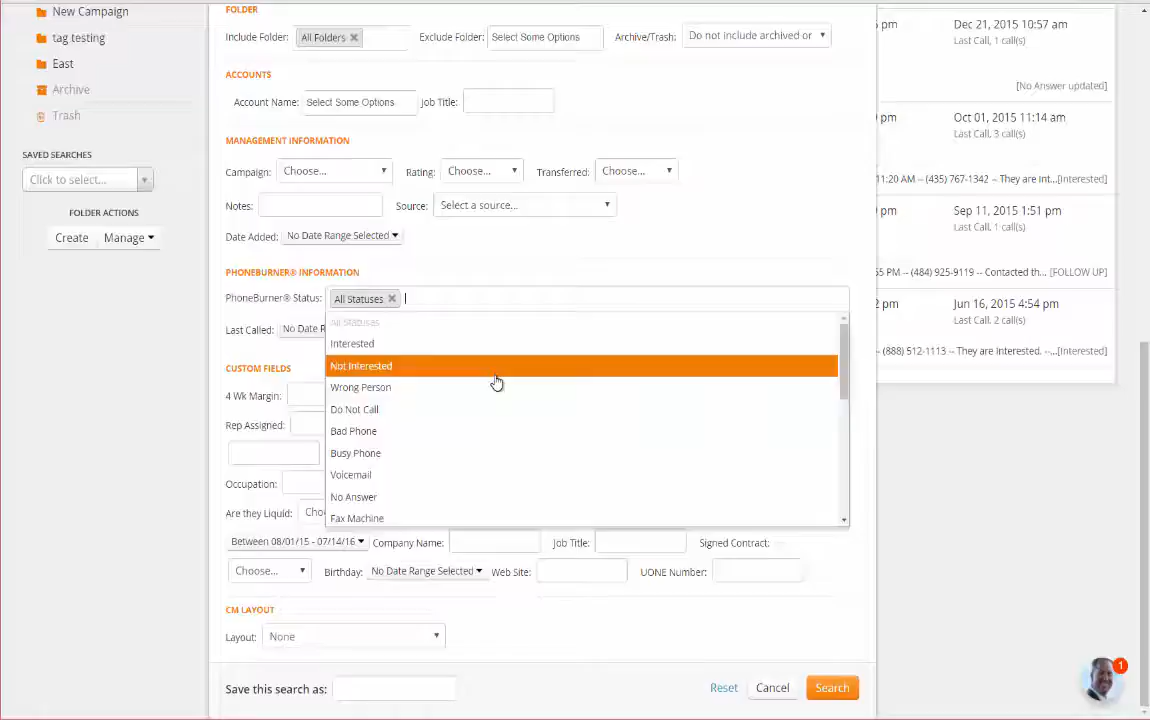 New Campaign
tag testing
East
Archive
Trash
SAVED SEARCHES
Click to select...
FOLDER ACTIONS
Create Manage
FOLDER
Include Folder: All Folders Exclude Folder: Select Some Options Archive/Trash: Do not include archived or
ACCOUNTS
Account Name: Select Some Options Job Title:
MANAGEMENT INFORMATION
Campaign: Choose... Rating: Choose... Transferred: Choose...
Notes: Source: Select a source...
Date Added: No Date Range Selected
PHONEBURNER® INFORMATION
PhoneBurner® Status: All Statuses
Last Called: No Date R
All Statuses
Interested
Not Interested
Wrong Person
Do Not Call
Bad Phone
Busy Phone
Voicemail
No Answer
Fax Machine
CUSTOM FIELDS
4 Wk Margin:
Rep Assigned:
Occupation:
Are they Liquid: Cho
Between 08/01/15 - 07/14/16 Company Name: Job Title: Signed Contract:
Choose... Birthday: No Date Range Selected Web Site: UONE Number:
CM LAYOUT
Layout: None
Save this search as: Reset Cancel Search
pm Dec 21, 2015 10:57 am
Last Call, 1 call(s)
[No Answer updated]
pm Oct 01, 2015 11:14 am
Last Call, 3 call(s)
11:20 AM -- (435) 767-1342 -- They are Int...[Interested]
pm Sep 11, 2015 1:51 pm
Last Call, 1 call(s)
55 PM -- (484) 925-9119 -- Contacted th... [FOLLOW UP]
2 pm Jun 16, 2015 4:54 pm
Last Call, 2 call(s)
(888) 512-1113 -- They are Interested. --...[Interested]
1